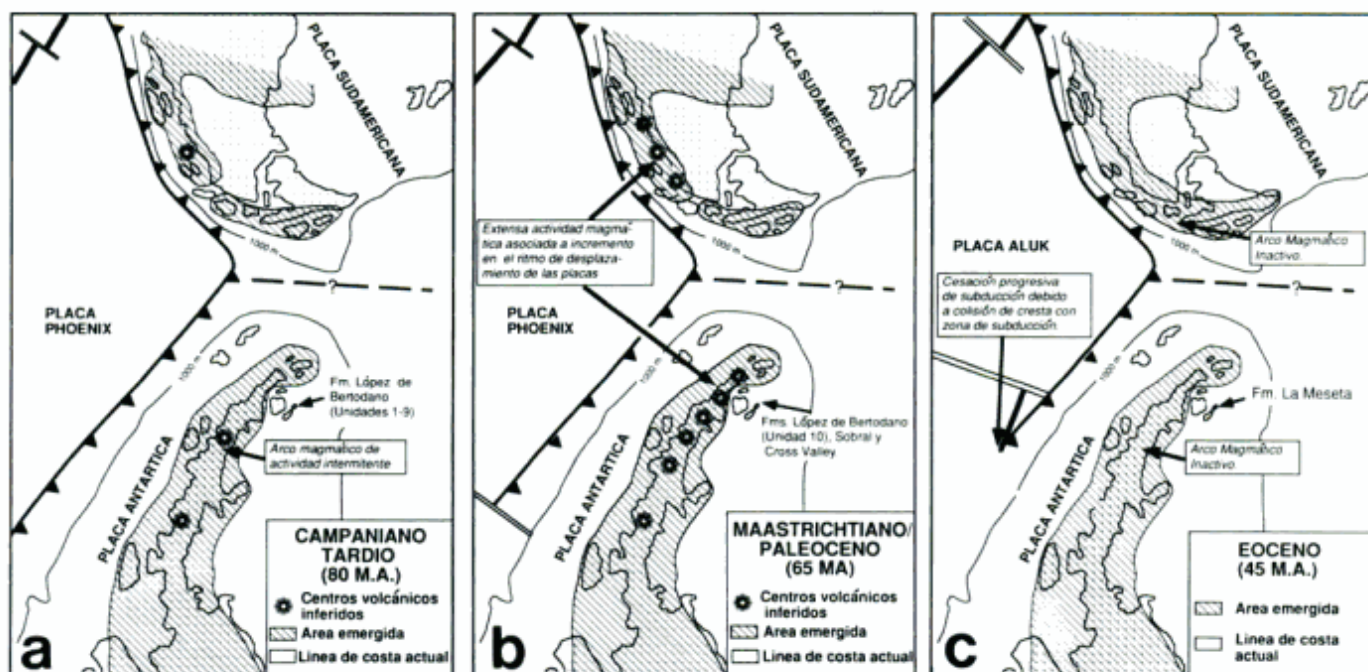 PLACA SUDAMERICANA
1000 m
?
PLACA
PHOENIX
1000 m
Fm. López de
Bertodano
(Unidades 1-9)
Arco magmático de
actividad intermitente
PLACA ANTARTICA
CAMPANIANO
TARDIO
(80 M.A.)
Centros volcánicos
inferidos
Area emergida
Linea de costa actual
a
PLACA SUDAMERICANA
Extensa actividad magmá-
tica asociada a incremento
en el ritmo de desplaza-
miento de las placas
1000 m
?
PLACA
PHOENIX
1000 m
Fms. López de Bertodano
(Unidad 10), Sobral y
Cross Valley
PLACA ANTARTICA
MAASTRICHTIANO/
PALEOCENO
(65 MA)
Centros volcánicos
inferidos
Area emergida
Linea de costa actual
b
PLACA SUDAMERICANA
1000 m
Arco Magmático
Inactivo.
PLACA ALUK
?
Cesación progresiva
de subducción debido
a colisión de cresta con
zona de subducción.
1000 m
Fm. La Meseta
Arco Magmático
Inactivo.
PLACA ANTARTICA
EOCENO
(45 M.A.)
Area emergida
Linea de costa
actual
c